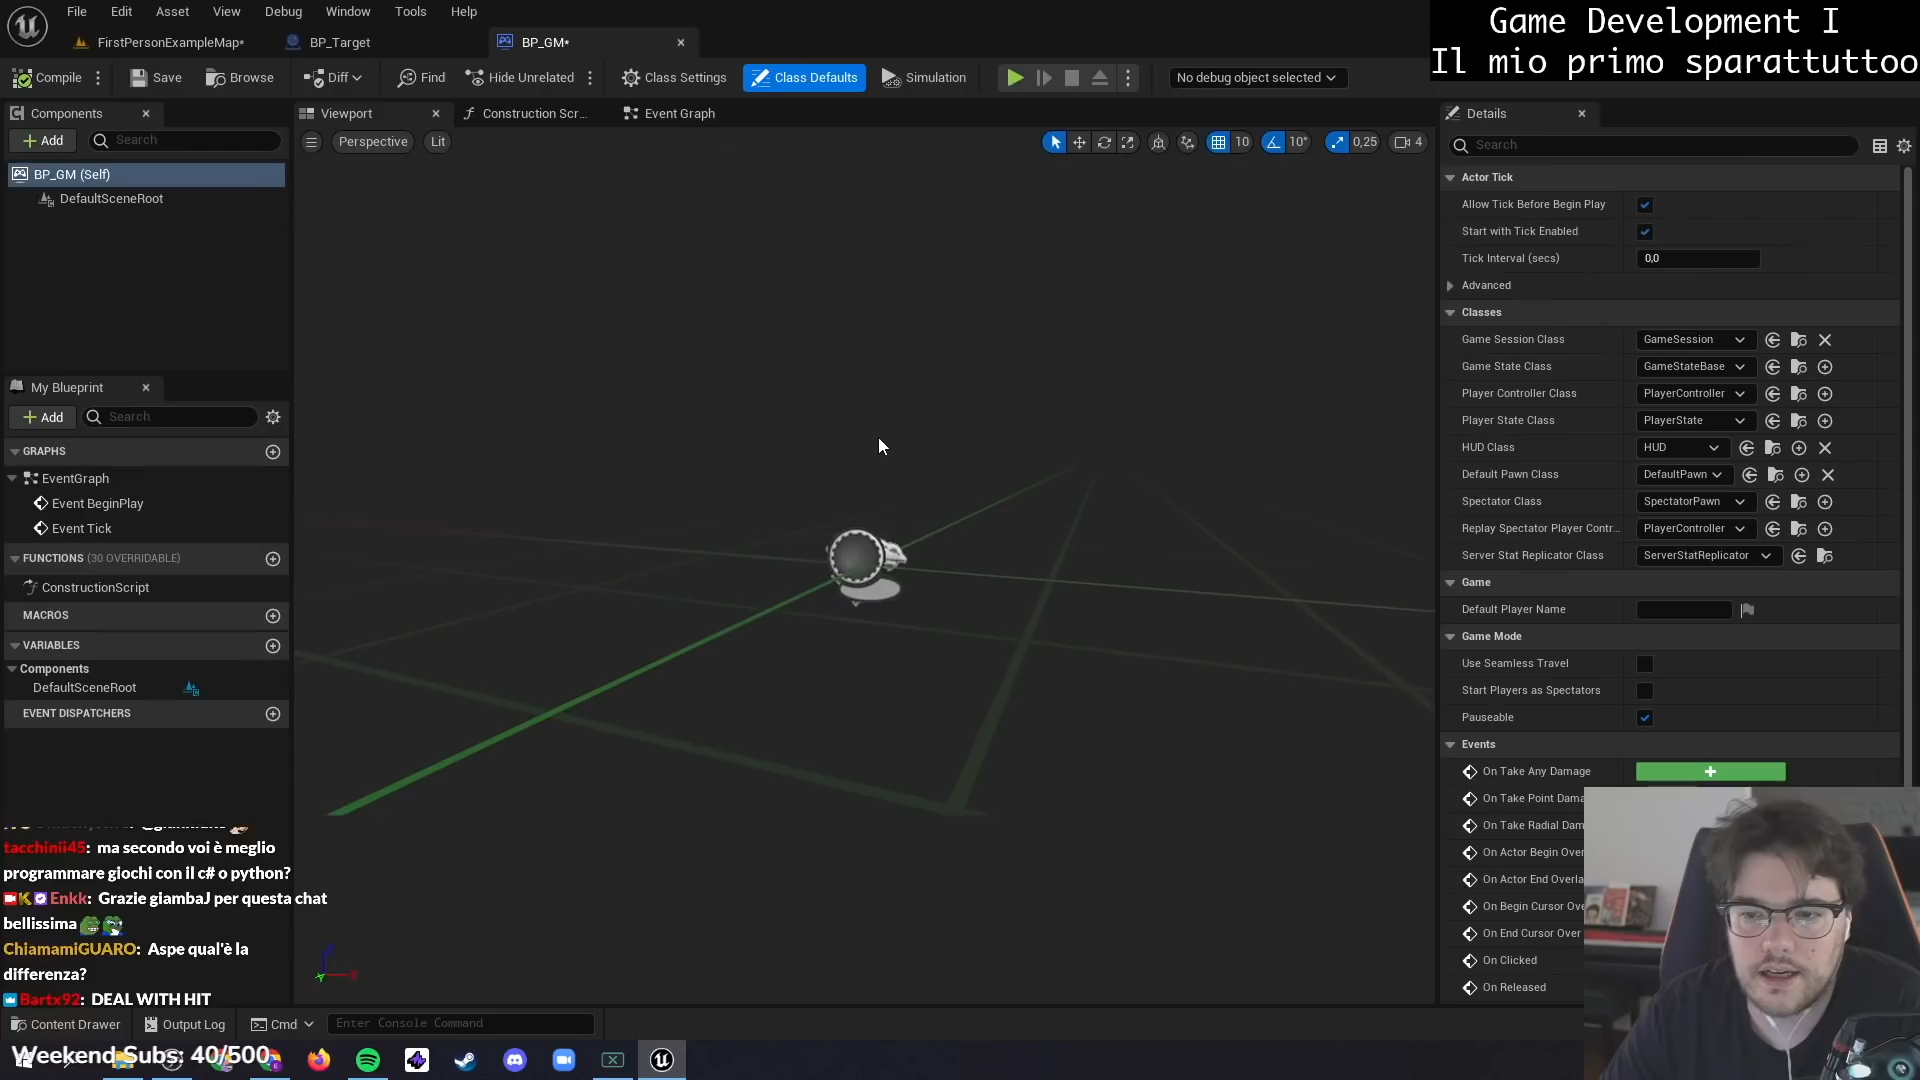 File Edit Asset View Debug Window Tools Help
Game Development I
Il mio primo sparattuttoo
FirstPersonExampleMap* BP_Target BP_GM*
Compile Save Browse Diff Find Hide Unrelated Class Settings Class Defaults Simulation No debug object selected
Components
Viewport Construction Scr... Event Graph
Details
Add Search
Perspective Lit
10 10° 0,25 4
Search
BP_GM (Self)
DefaultSceneRoot
My Blueprint
Add Search
GRAPHS
EventGraph
Event BeginPlay
Event Tick
FUNCTIONS (30 OVERRIDABLE)
ConstructionScript
MACROS
VARIABLES
Components
DefaultSceneRoot
EVENT DISPATCHERS
Actor Tick
Allow Tick Before Begin Play
Start with Tick Enabled
Tick Interval (secs) 0,0
Advanced
Classes
Game Session Class GameSession
Game State Class GameStateBase
Player Controller Class PlayerController
Player State Class PlayerState
HUD Class HUD
Default Pawn Class DefaultPawn
Spectator Class SpectatorPawn
Replay Spectator Player Contr... PlayerController
Server Stat Replicator Class ServerStatReplicator
Game
Default Player Name
Game Mode
Use Seamless Travel
Start Players as Spectators
Pauseable
Events
On Take Any Damage
On Take Point Dama
On Take Radial Dam
On Actor Begin Over
On Actor End Overla
On Begin Cursor Ove
On End Cursor Over
On Clicked
On Released
tacchinii45: ma secondo voi è meglio
programmare giochi con il c# o python?
Enkk: Grazie giambaJ per questa chat
bellissima
ChiamamiGUARO: Aspe qual'è la
differenza?
Bartx92: DEAL WITH HIT
Content Drawer Output Log Cmd Enter Console Command
Weekend Subs: 40/500